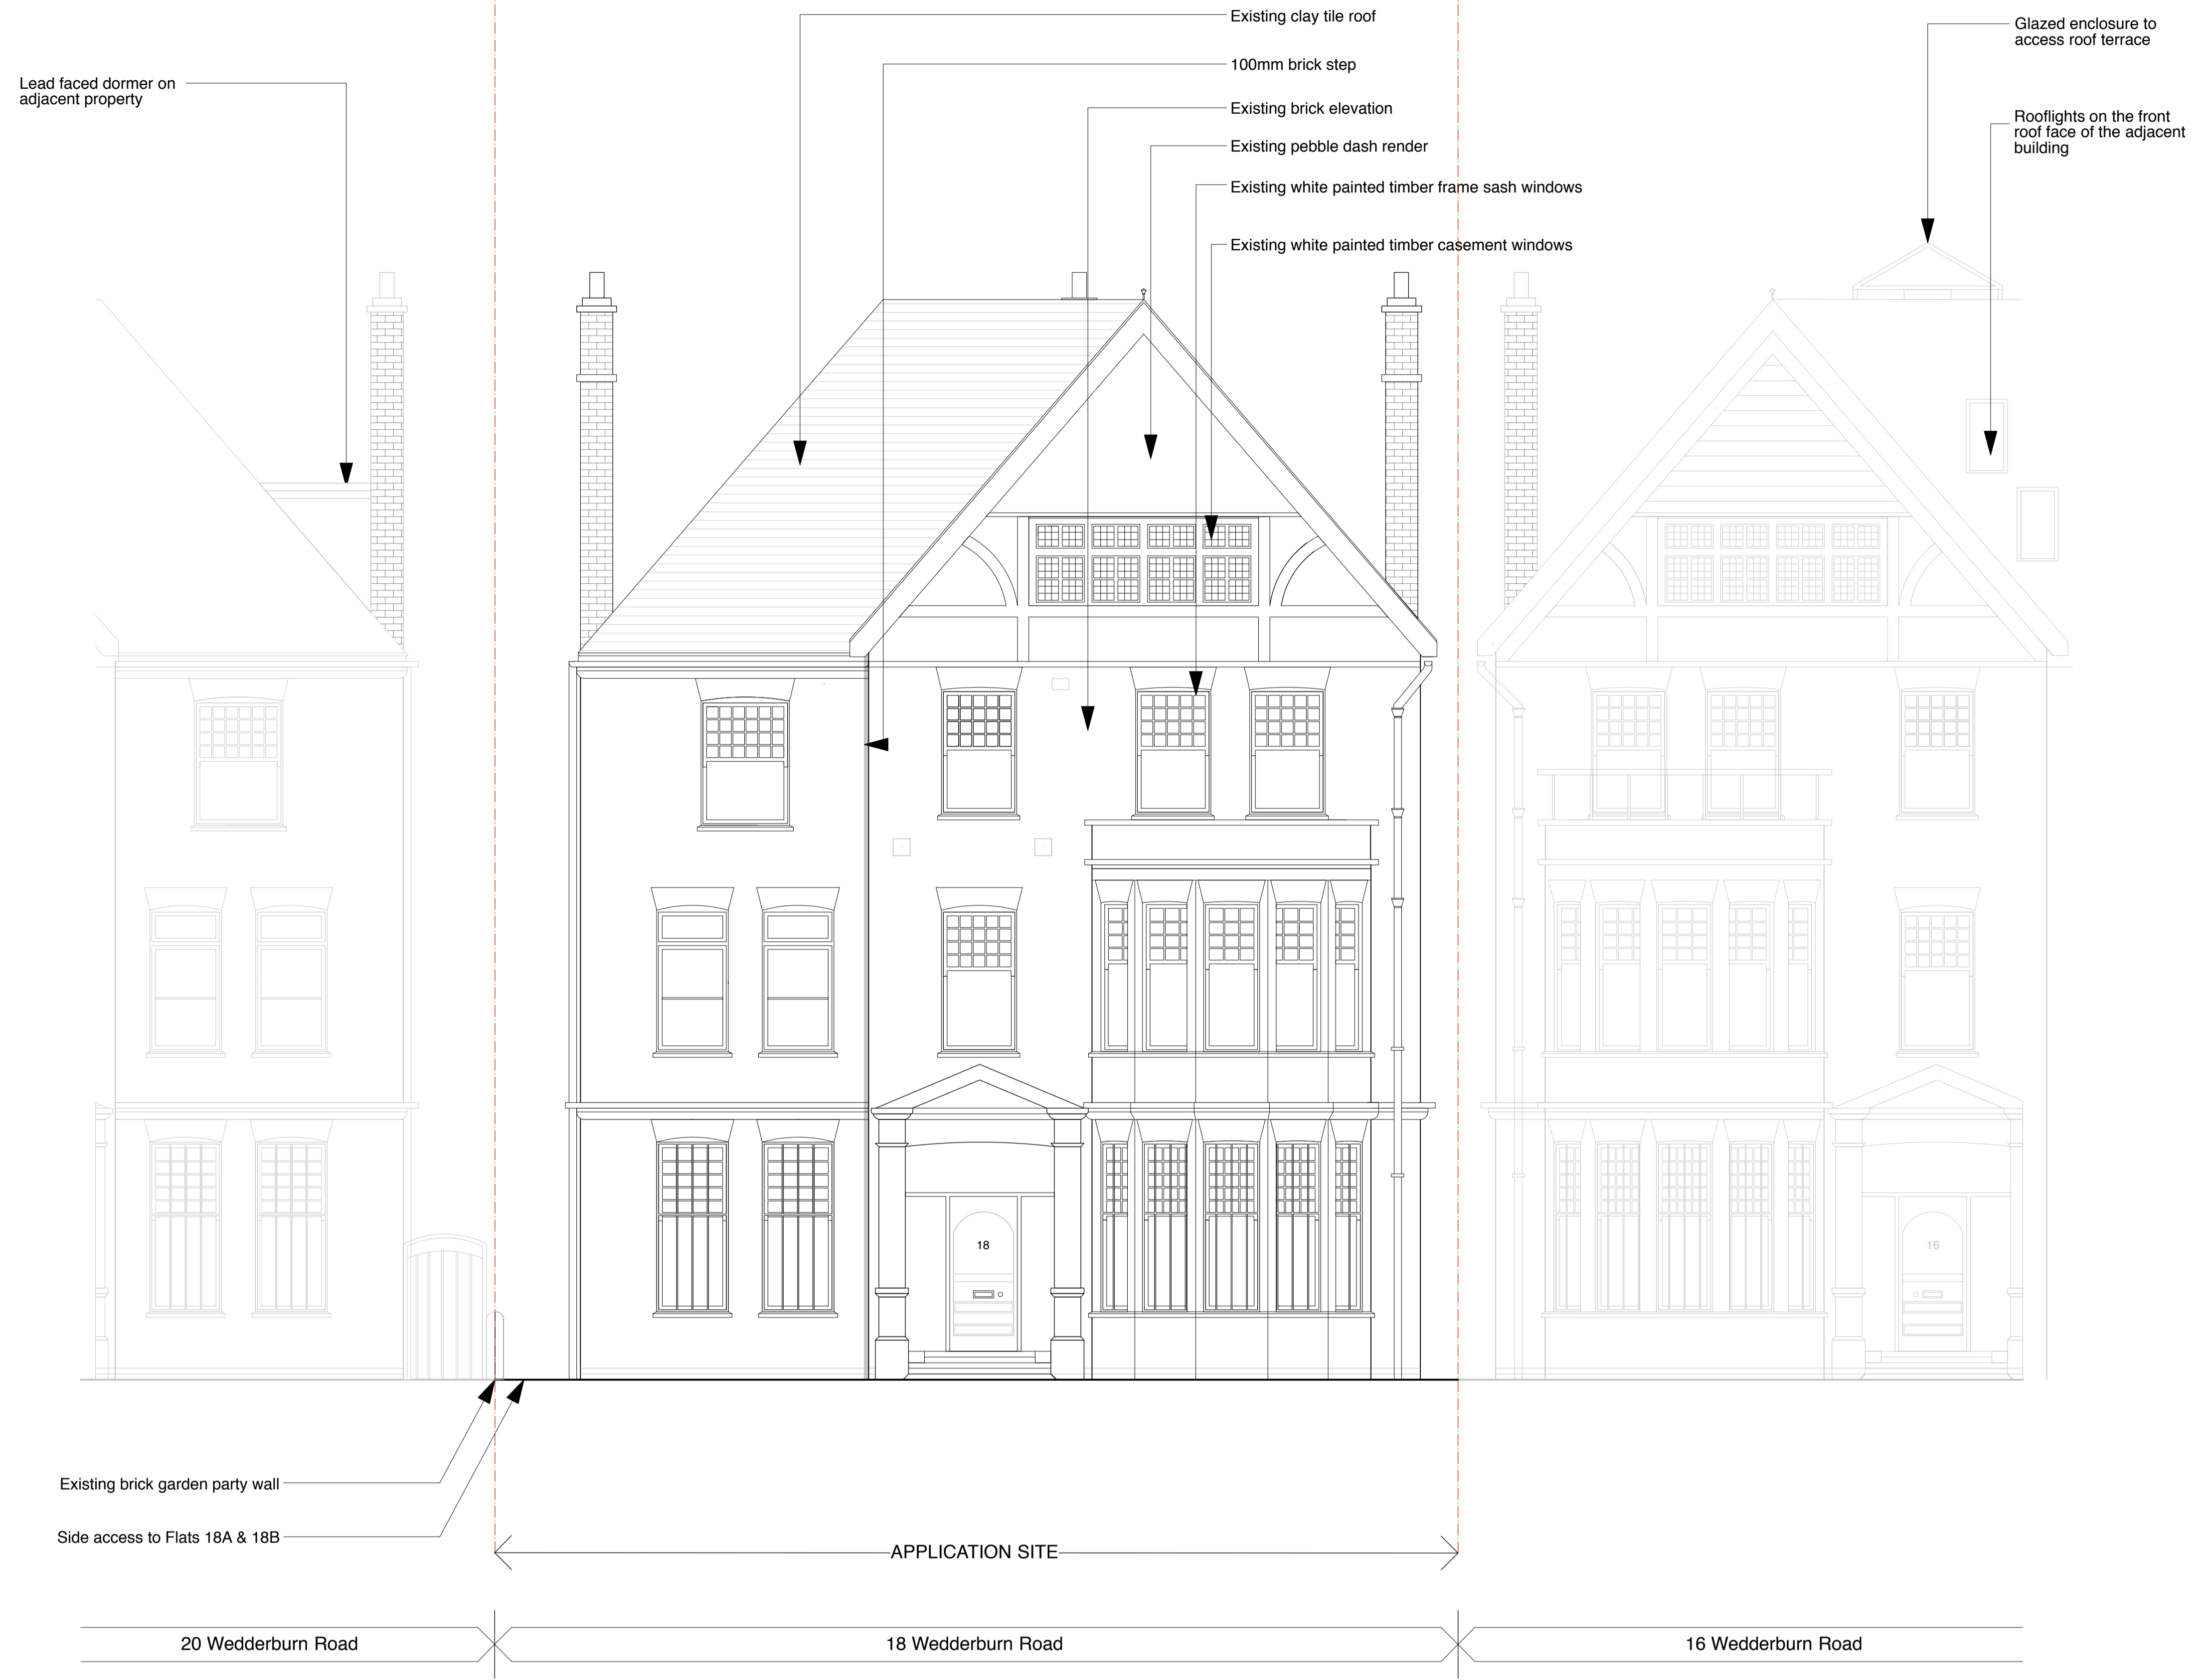 Existing clay tile roof
Glazed enclosure to
access roof terrace
100mm brick step
Lead faced dormer on
adjacent property
Existing brick elevation
Rooflights on the front
roof face of the adjacent
building
Existing pebble dash render
Existing white painted timber frame sash windows
Existing white painted timber casement windows
18
16
Existing brick garden party wall
Side access to Flats 18A & 18B
APPLICATION SITE
20 Wedderburn Road
18 Wedderburn Road
16 Wedderburn Road